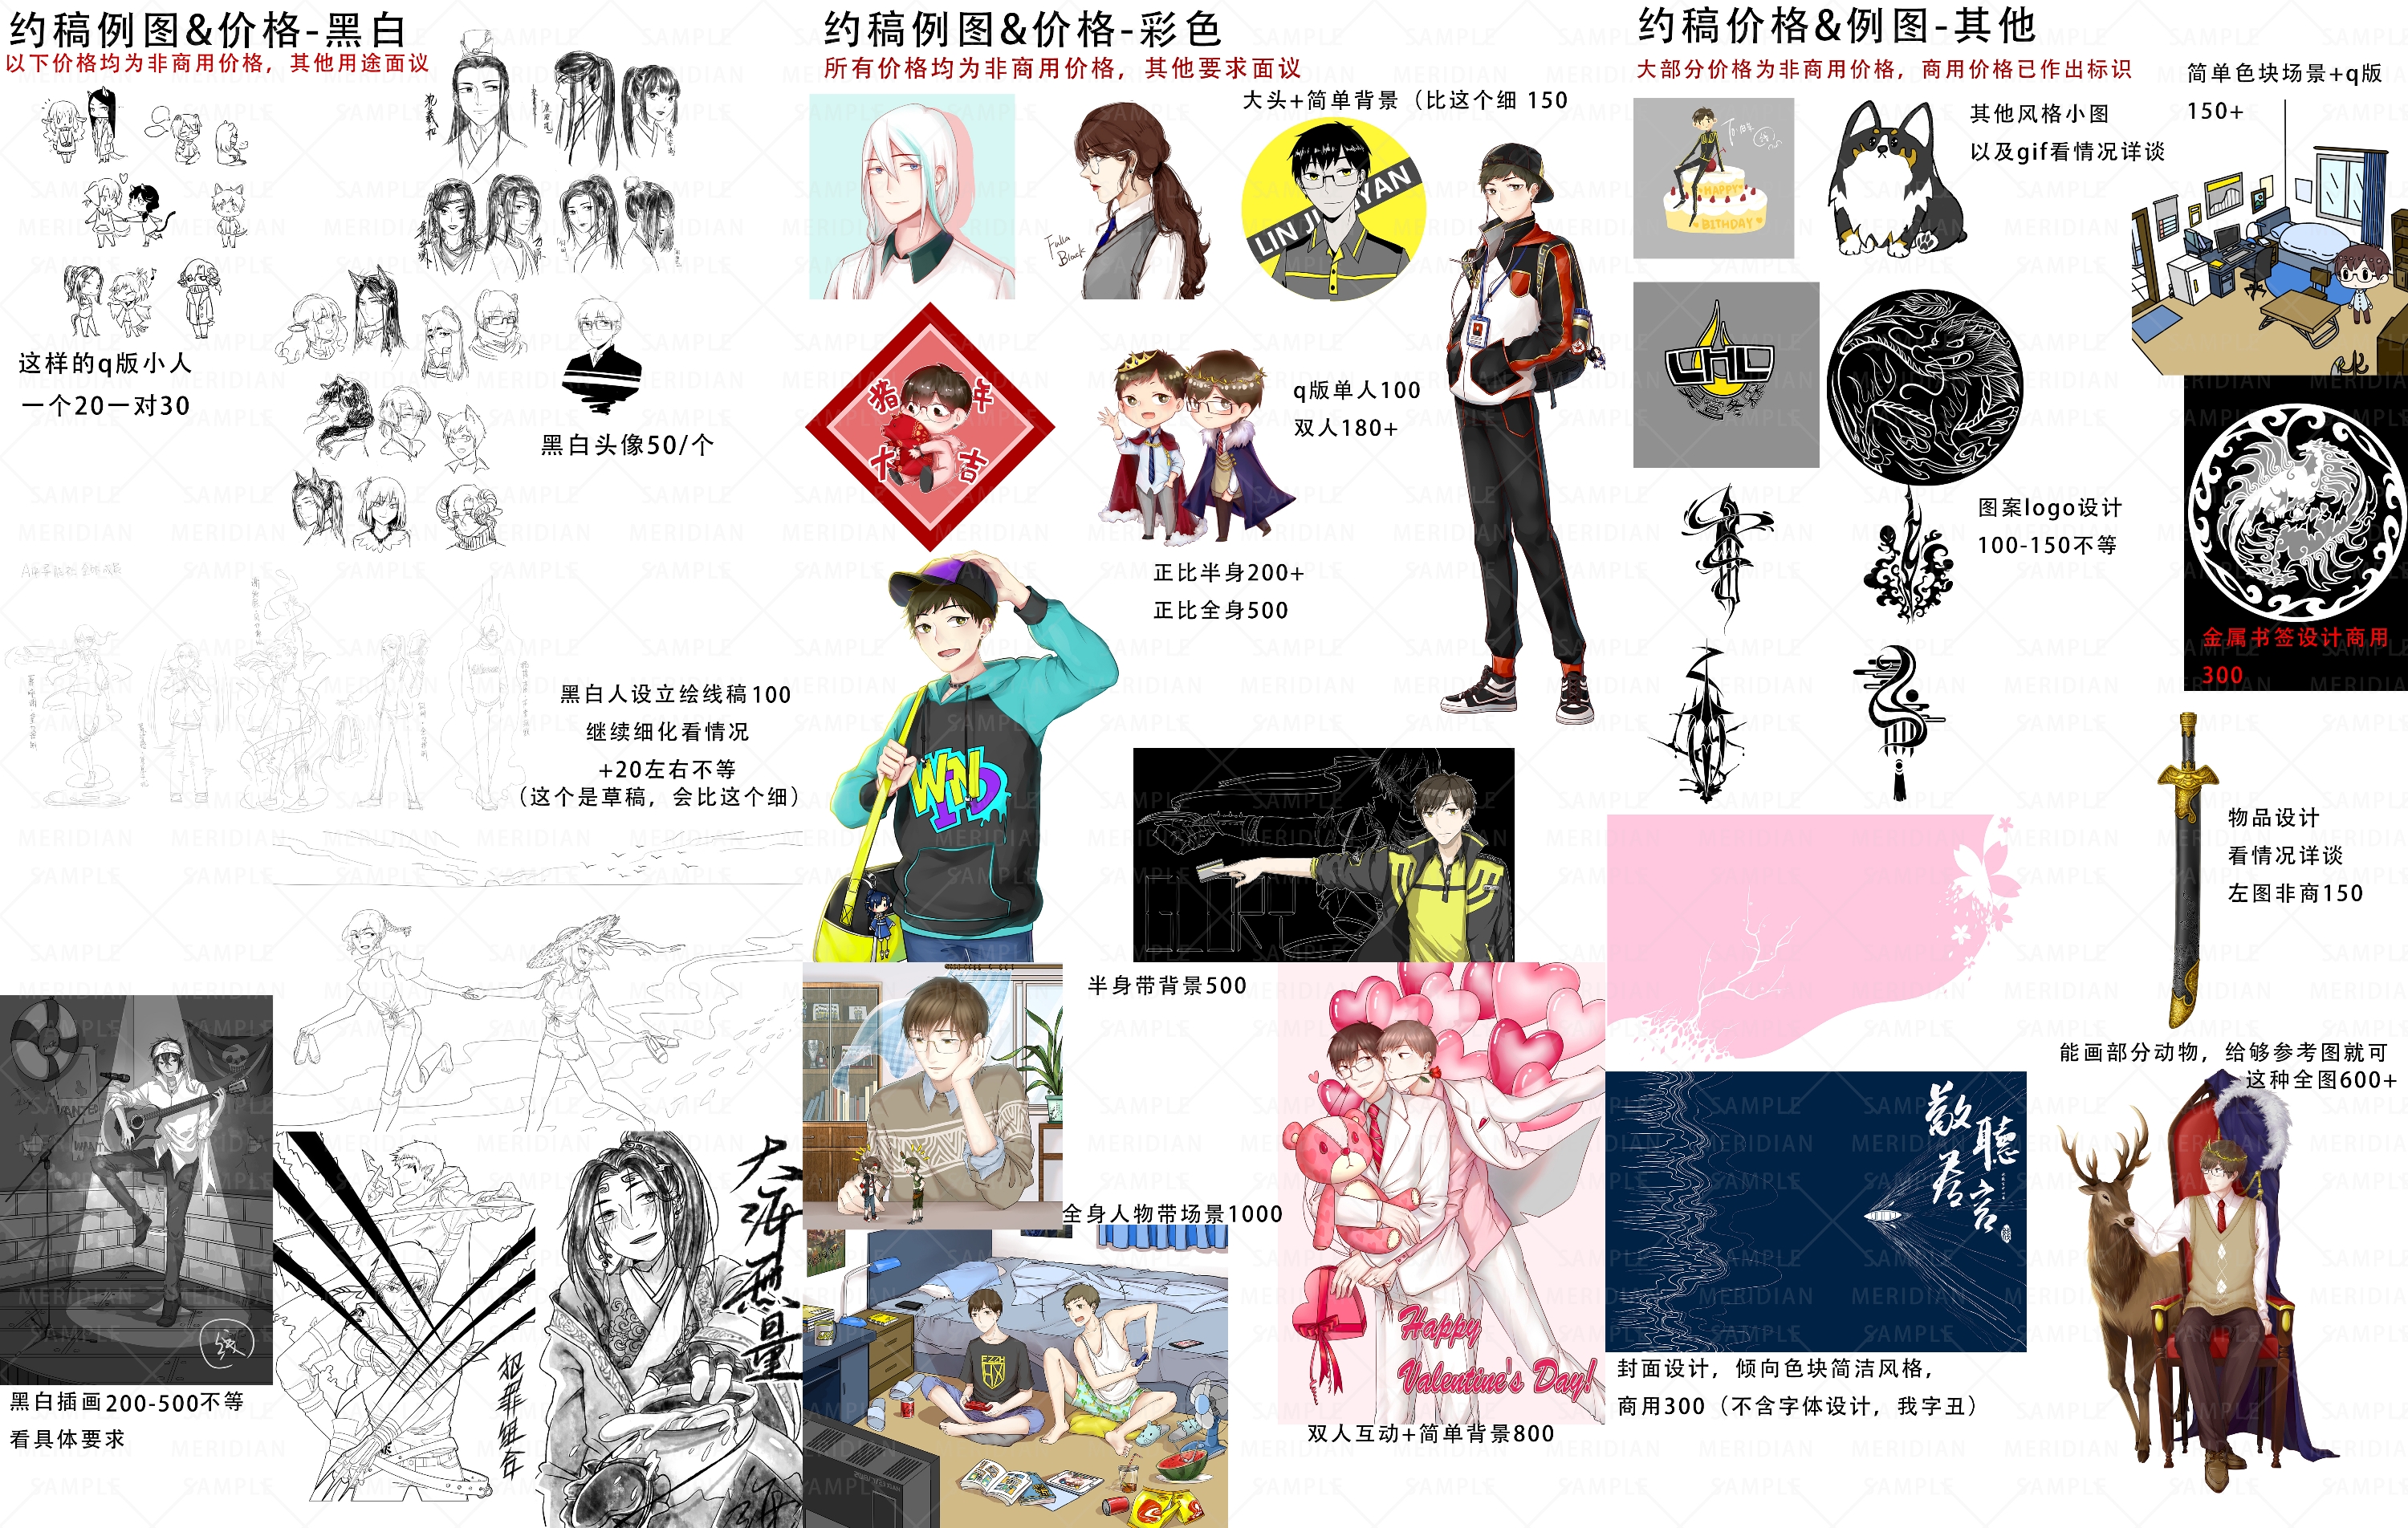 约稿例图&价格-黑白
以下价格均为非商用价格，其他用途面议
这样的q版小人
一个20一对30
黑白头像50/个
黑白人设立绘线稿100
继续细化看情况
+20左右不等
（这个是草稿，会比这个细）
WANTED
WANT
黑白插画200-500不等
看具体要求
大海无量
约稿例图&价格-彩色
所有价格均为非商用价格，其他要求面议
大头+简单背景（比这个细 150
Fulla
Black
猪年
大吉
q版单人100
双人180+
正比半身200+
正比全身500
WIND
半身带背景500
全身人物带场景1000
Happy
Valentine's Day!
双人互动+简单背景800
约稿价格&例图-其他
大部分价格为非商用价格，商用价格已作出标识
HAPPY
BITHDAY
其他风格小图
以及gif看情况详谈
简单色块场景+q版
150+
图案logo设计
100-150不等
金属书签设计商用
300
物品设计
看情况详谈
左图非商150
能画部分动物，给够参考图就可
这种全图600+
封面设计，倾向色块简洁风格，
商用300（不含字体设计，我字丑）
SAMPLE
MERIDIAN